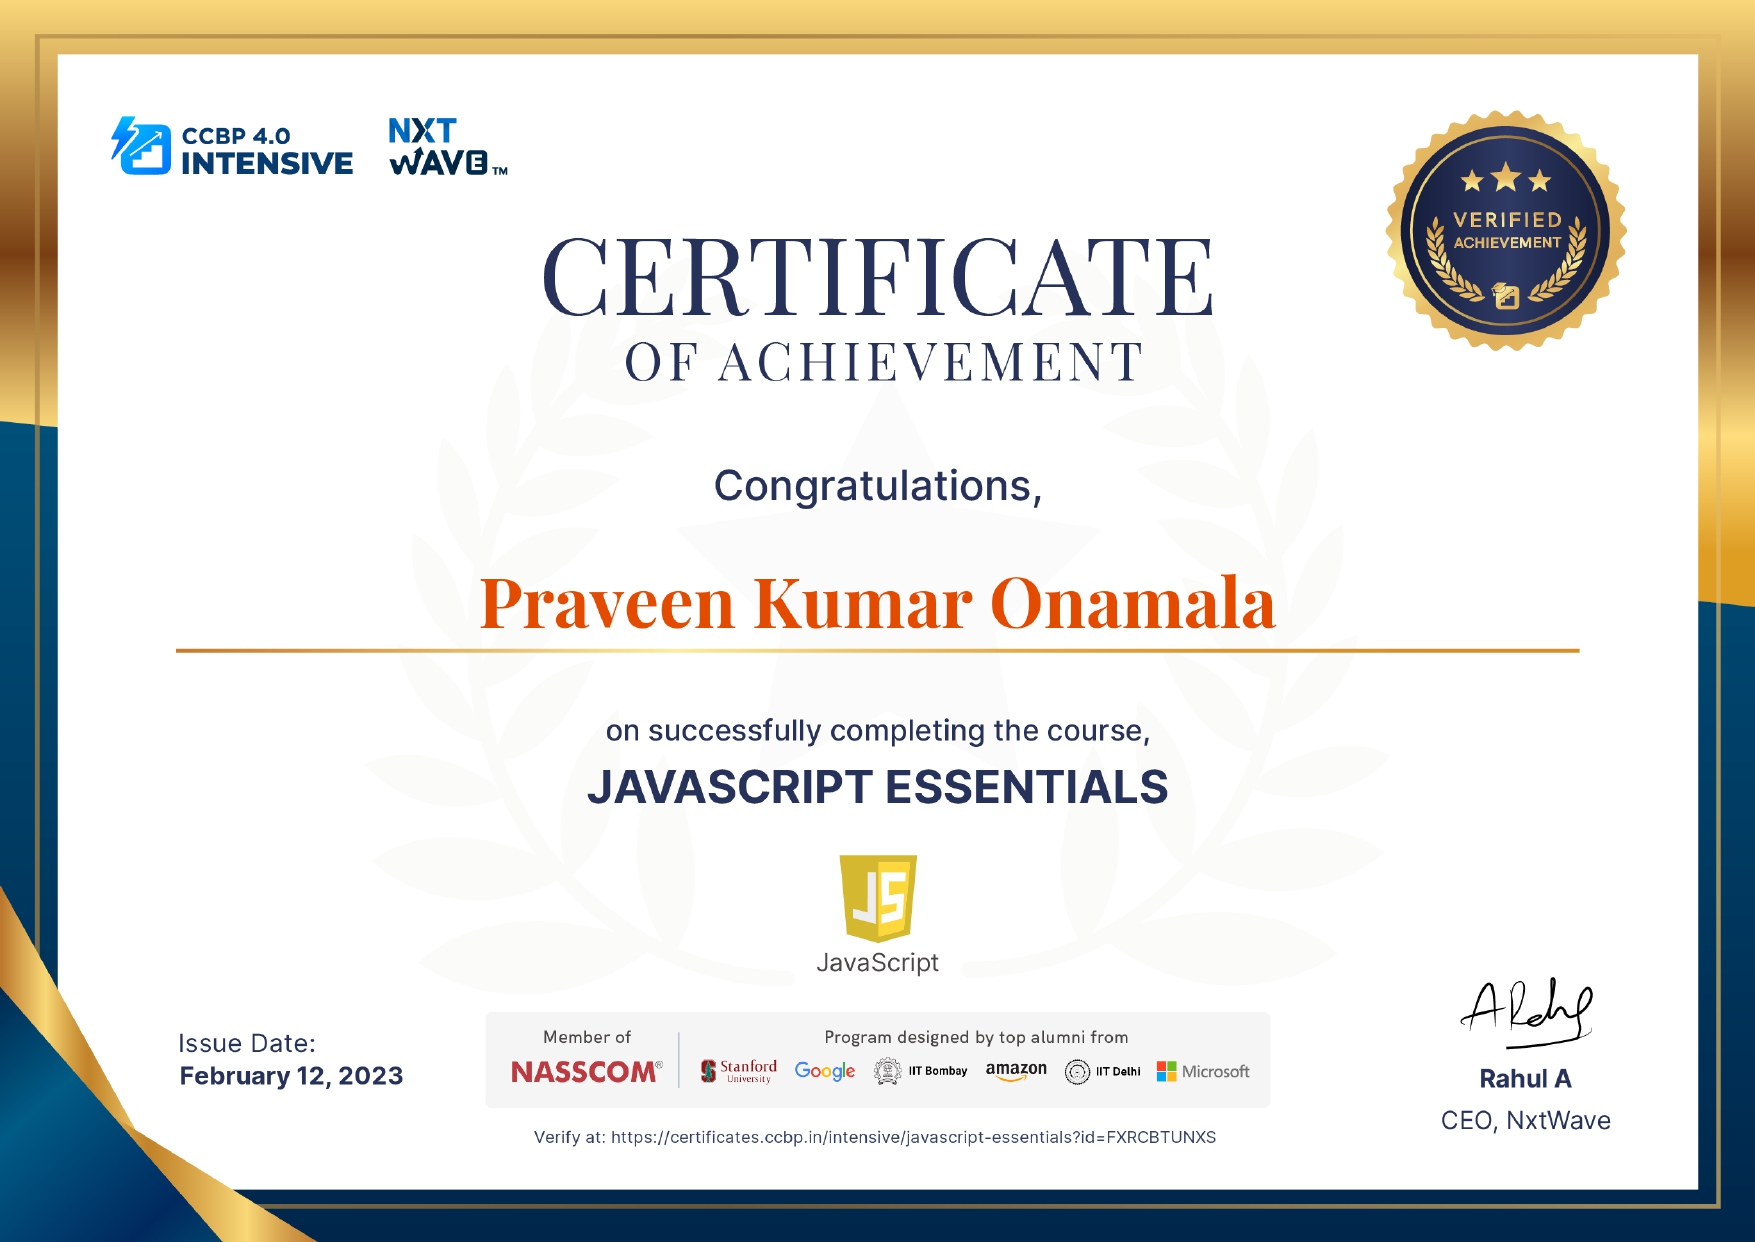 CCBP 4.0
INTENSIVE
NXT
WAVE TM
VERIFIED
ACHIEVEMENT
CERTIFICATE
OF ACHIEVEMENT
Congratulations,
Praveen Kumar Onamala
on successfully completing the course,
JAVASCRIPT ESSENTIALS
JS
JavaScript
Issue Date:
February 12, 2023
Member of
NASSCOM®
Program designed by top alumni from
Stanford
University
Google
IIT Bombay
amazon
IIT Delhi
Microsoft
Verify at: https://certificates.ccbp.in/intensive/javascript-essentials?id=FXRCBTUNXS
Rahul A
CEO, NxtWave